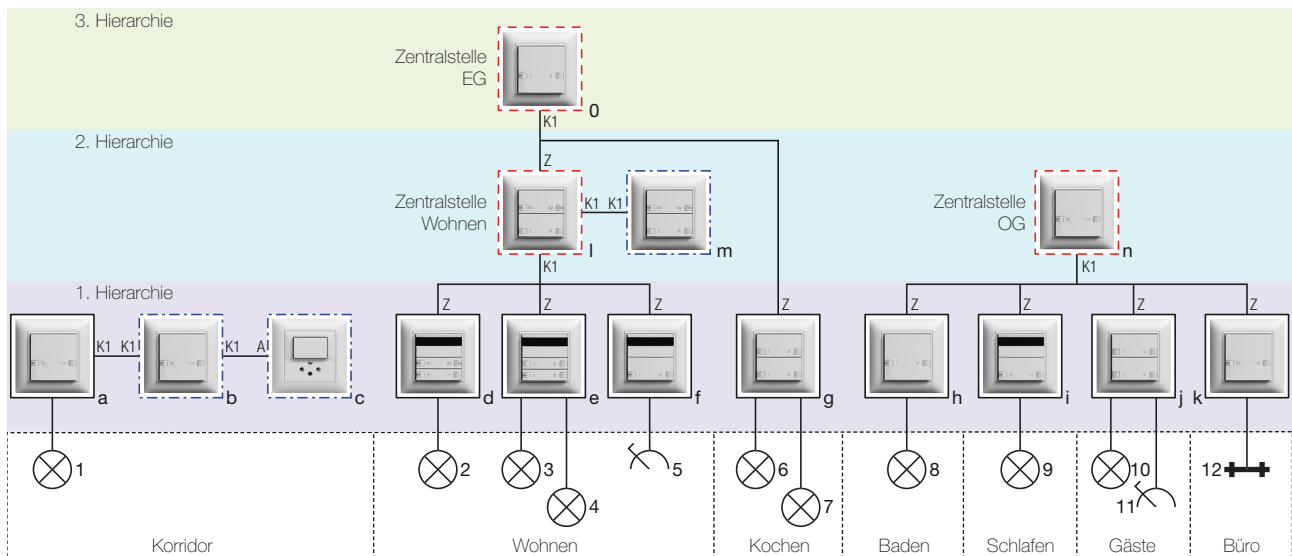 3. Hierarchie
Zentralstelle
EG
0
K1
2. Hierarchie
Z
Zentralstelle
Wohnen
K1 K1
l
m
Zentralstelle
OG
n
K1
K1
1. Hierarchie
Z
Z
Z
Z
Z
Z
Z
Z
K1 K1
K1 A
a
b
c
d
e
f
g
h
i
j
k
1
2
3
4
5
6
7
8
9
10
11
12
Korridor
Wohnen
Kochen
Baden
Schlafen
Gäste
Büro